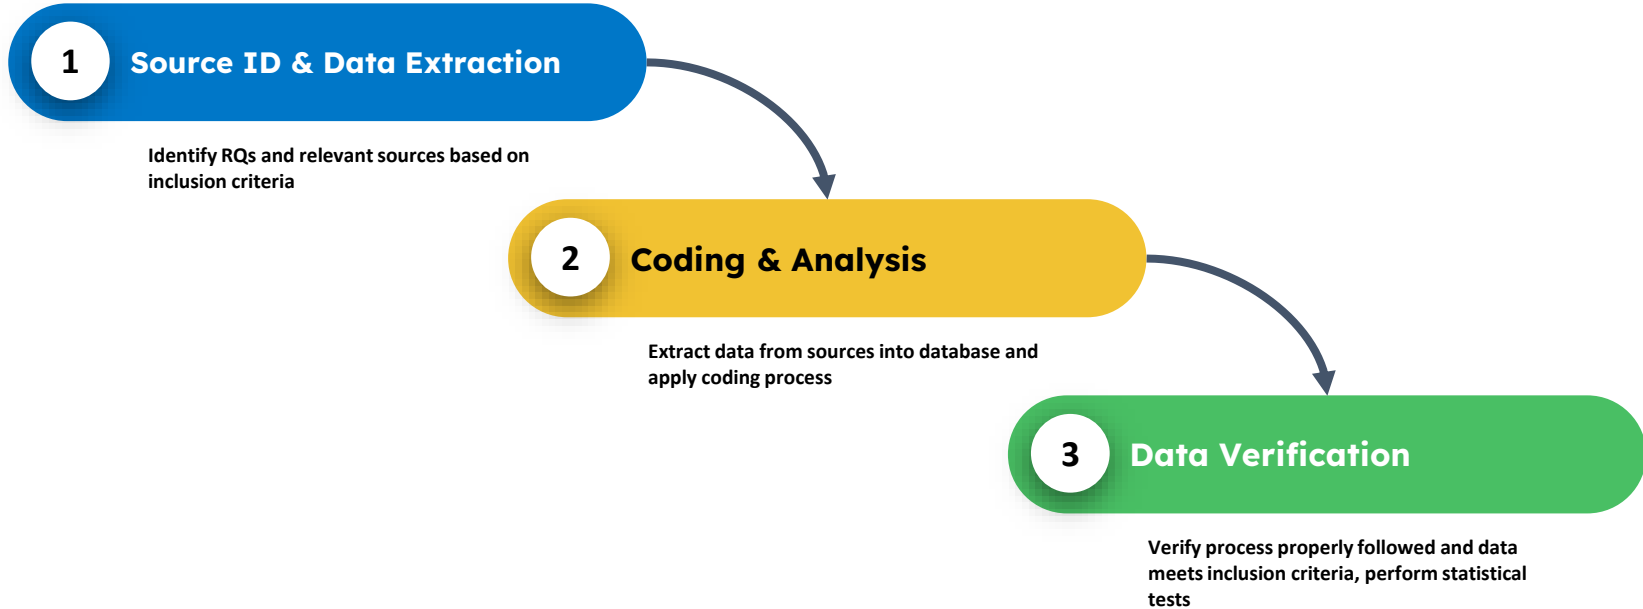 1
Source ID & Data Extraction
Identify RQs and relevant sources based on
inclusion criteria
2
Coding & Analysis
Extract data from sources into database and
apply coding process
3
Data Verification
Verify process properly followed and data
meets inclusion criteria, perform statistical
tests